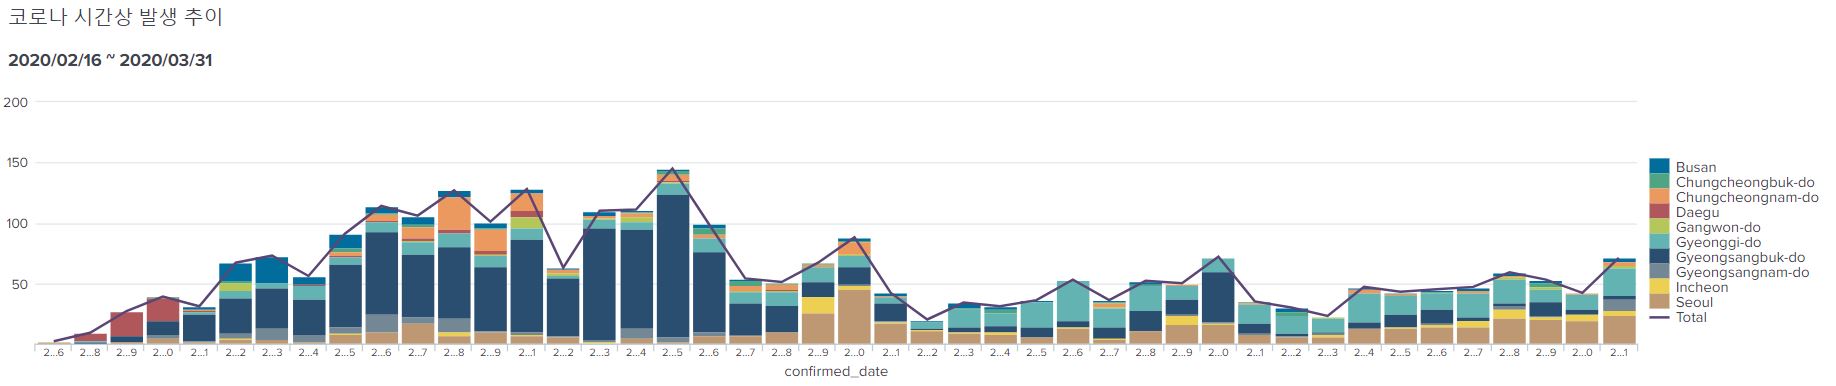 코로나 시간상 발생 추이
2020/02/16 ~ 2020/03/31
200
150
100
50
2...6 2...8 2...9 2...0 2...1 2...2 2...3 2...4 2...5 2...6 2...7 2...8 2...9 2...1 2...2 2...3 2...4 2...5 2...6 2...7 2...8 2...9 2...0 2...1 2...2 2...3 2...4 2...5 2...6 2...7 2...8 2...9 2...0 2...1 2...2 2...3 2...4 2...5 2...6 2...7 2...8 2...9 2...0 2...1
confirmed_date
Busan
Chungcheongbuk-do
Chungcheongnam-do
Daegu
Gangwon-do
Gyeonggi-do
Gyeongsangbuk-do
Gyeongsangnam-do
Incheon
Seoul
Total